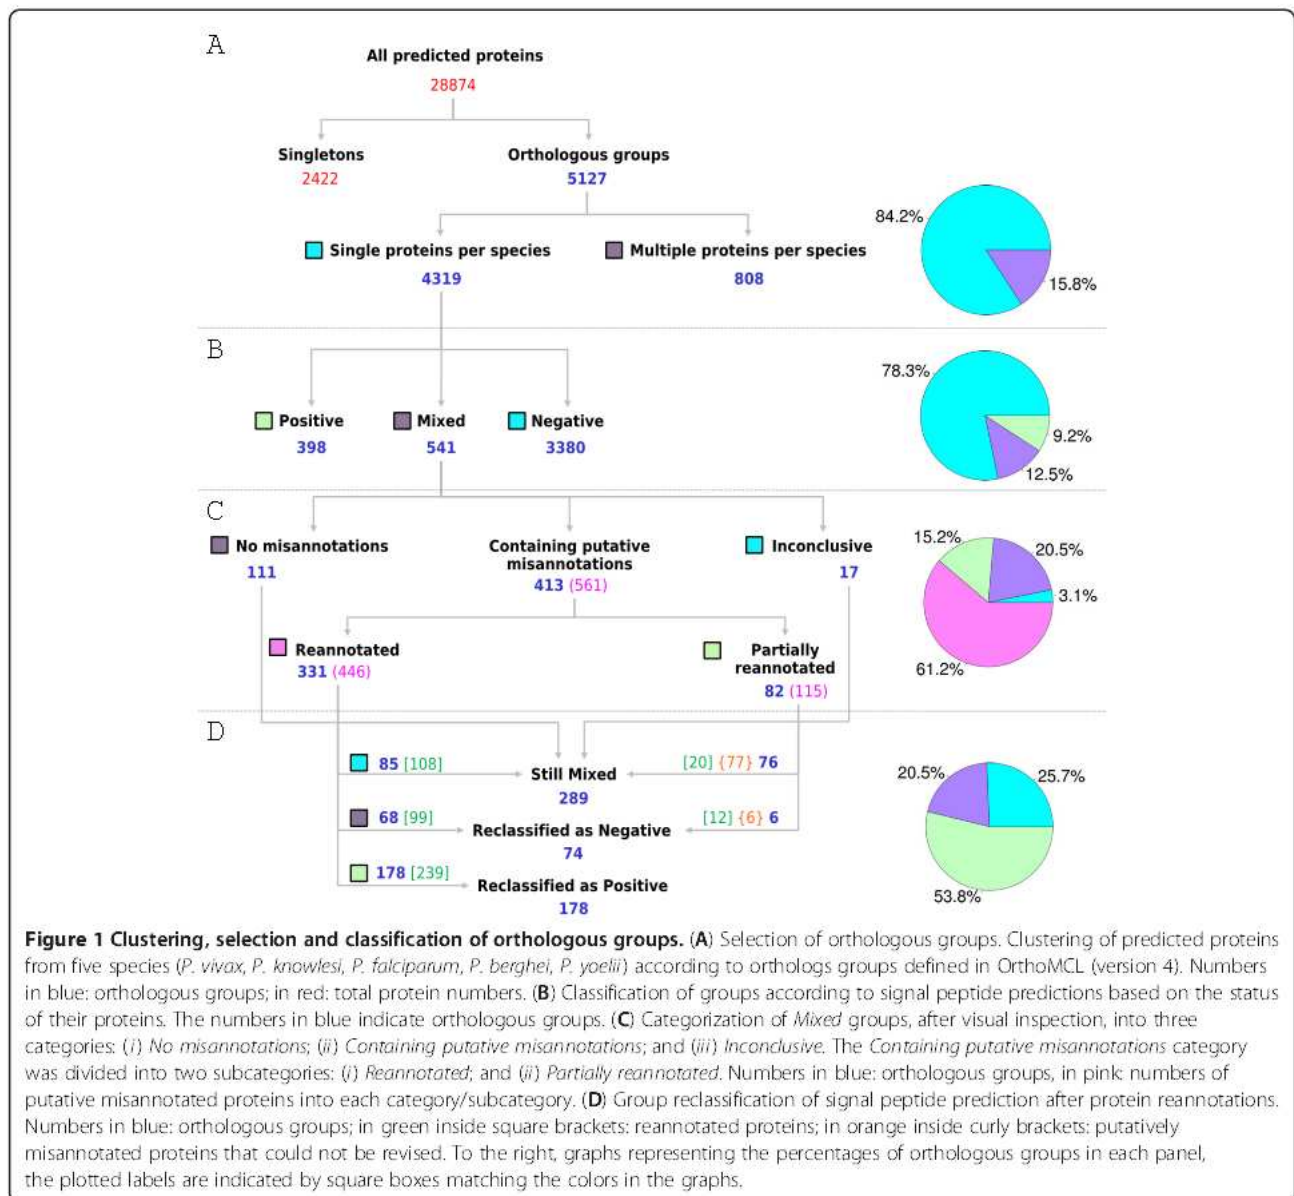 A
All predicted proteins
28874
Singletons
2422
Orthologous groups
5127
84.2%
Single proteins per species
4319
Multiple proteins per species
808
15.8%
B
78.3%
Positive
398
Mixed
541
Negative
3380
9.2%
12.5%
C
No misannotations
111
Containing putative
misannotations
413 (561)
Inconclusive
17
15.2%
20.5%
3.1%
Reannotated
331 (446)
Partially
reannotated
82 (115)
61.2%
D
85 [108]
Still Mixed
289
[20] {77} 76
20.5%
25.7%
68 [99]
Reclassified as Negative
74
[12] {6} 6
178 [239]
Reclassified as Positive
178
53.8%
Figure 1 Clustering, selection and classification of orthologous groups. (A) Selection of orthologous groups. Clustering of predicted proteins
from five species (P. vivax, P. knowlesi, P. falciparum, P. berghei, P. yoelii) according to orthologs groups defined in OrthoMCL (version 4). Numbers
in blue: orthologous groups; in red: total protein numbers. (B) Classification of groups according to signal peptide predictions based on the status
of their proteins. The numbers in blue indicate orthologous groups. (C) Categorization of Mixed groups, after visual inspection, into three
categories: (i) No misannotations; (ii) Containing putative misannotations; and (iii) Inconclusive. The Containing putative misannotations category
was divided into two subcategories: (i) Reannotated; and (ii) Partially reannotated. Numbers in blue: orthologous groups, in pink: numbers of
putative misannotated proteins into each category/subcategory. (D) Group reclassification of signal peptide prediction after protein reannotations.
Numbers in blue: orthologous groups; in green inside square brackets: reannotated proteins; in orange inside curly brackets: putatively
misannotated proteins that could not be revised. To the right, graphs representing the percentages of orthologous groups in each panel,
the plotted labels are indicated by square boxes matching the colors in the graphs.